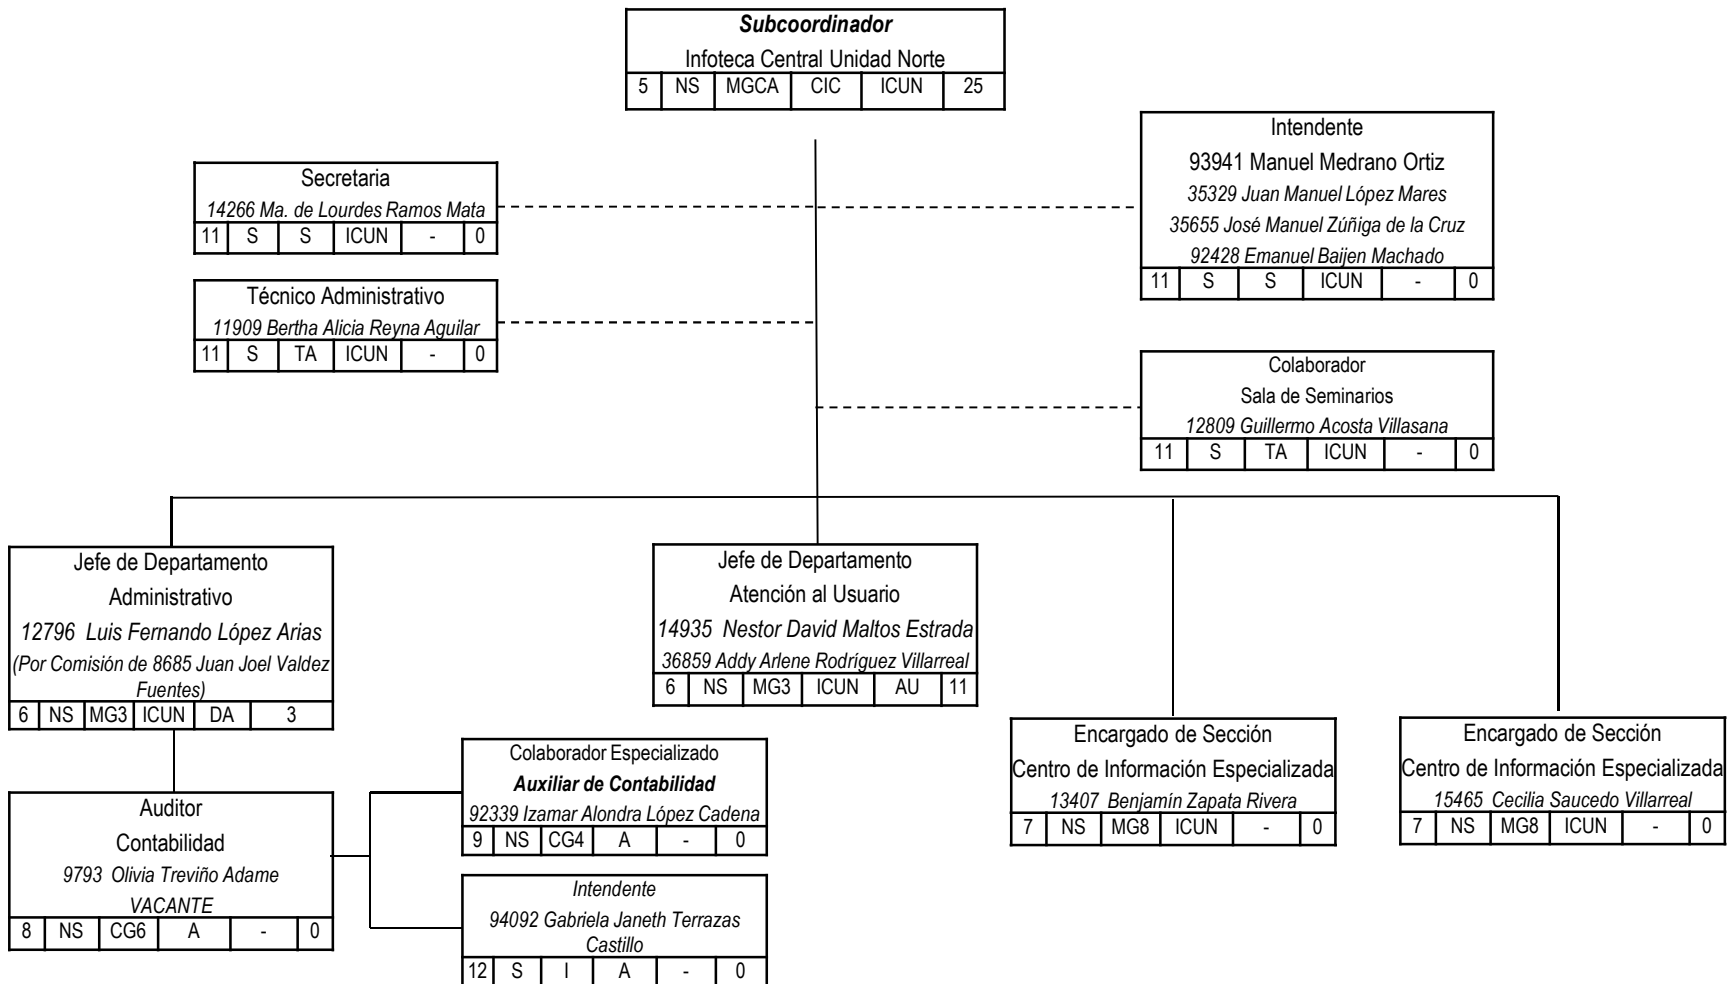 Subcoordinador
Infoteca Central Unidad Norte
5 NS MGCA CIC ICUN 25
Secretaria
14266 Ma. de Lourdes Ramos Mata
11 S S ICUN - 0
Intendente
93941 Manuel Medrano Ortiz
35329 Juan Manuel López Mares
35655 José Manuel Zúñiga de la Cruz
92428 Emanuel Baijen Machado
11 S S ICUN - 0
Técnico Administrativo
11909 Bertha Alicia Reyna Aguilar
11 S TA ICUN - 0
Colaborador
Sala de Seminarios
12809 Guillermo Acosta Villasana
11 S TA ICUN - 0
Jefe de Departamento
Administrativo
12796 Luis Fernando López Arias
(Por Comisión de 8685 Juan Joel Valdez
Fuentes)
6 NS MG3 ICUN DA 3
Jefe de Departamento
Atención al Usuario
14935 Nestor David Maltos Estrada
36859 Addy Arlene Rodríguez Villarreal
6 NS MG3 ICUN AU 11
Encargado de Sección
Centro de Información Especializada
13407 Benjamín Zapata Rivera
7 NS MG8 ICUN - 0
Encargado de Sección
Centro de Información Especializada
15465 Cecilia Saucedo Villarreal
7 NS MG8 ICUN - 0
Auditor
Contabilidad
9793 Olivia Treviño Adame
VACANTE
8 NS CG6 A - 0
Colaborador Especializado
Auxiliar de Contabilidad
92339 Izamar Alondra López Cadena
9 NS CG4 A - 0
Intendente
94092 Gabriela Janeth Terrazas
Castillo
12 S I A - 0